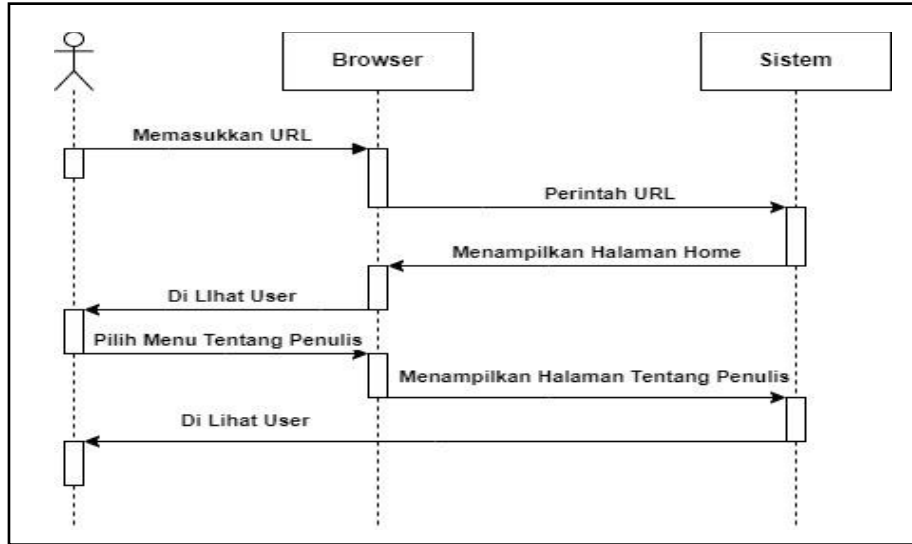 Browser
Sistem
Memasukkan URL
Perintah URL
Menampilkan Halaman Home
Di LIhat User
Pilih Menu Tentang Penulis
Menampilkan Halaman Tentang Penulis
Di Lihat User